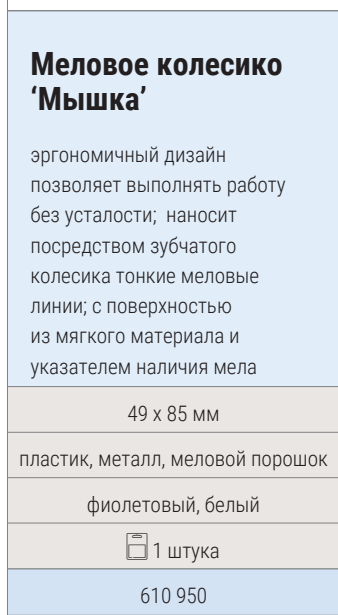 Меловое колесико
‘Мышка’
эргономичный дизайн
позволяет выполнять работу
без усталости; наносит
посредством зубчатого
колесика тонкие меловые
линии; с поверхностью
из мягкого материала и
указателем наличия мела
49 x 85 мм
пластик, металл, меловой порошок
фиолетовый, белый
1 штука
610 950